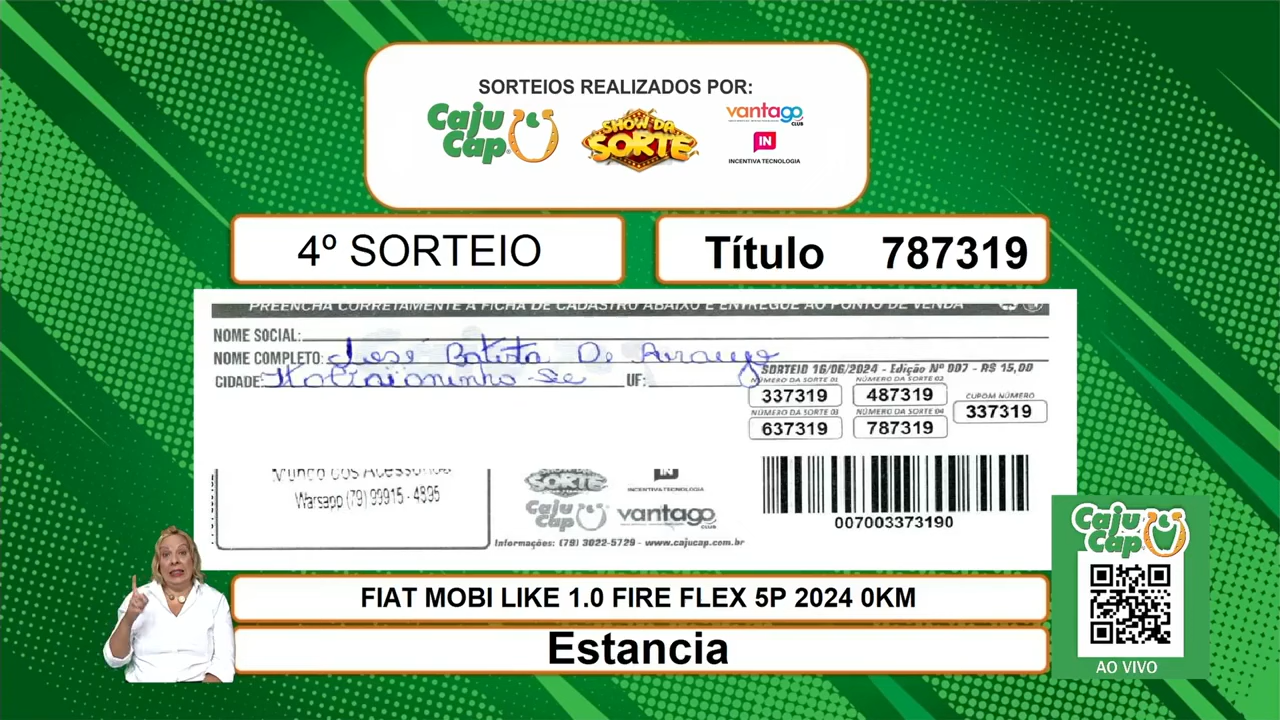 SORTEIOS REALIZADOS POR:
Caju Cap
SHOW DA SORTE
vantago CLUB
IN
INCENTIVA TECNOLOGIA
4º SORTEIO
Título 787319
PREENCHA CORRETAMENTE A FICHA DE CADASTRO ABAIXO E ENTREGUE AO PONTO DE VENDA
NOME SOCIAL:
NOME COMPLETO: José Batista De Araujo
CIDADE: UF:
SORTEIO 16/06/2024 - Edição Nº 007 - R$ 15,00
NÚMERO DA SORTE 01 NÚMERO DA SORTE 02 CUPOM NÚMERO
337319 487319 337319
NÚMERO DA SORTE 03 NÚMERO DA SORTE 04
637319 787319
(79) 99915-4895
SHOW DA SORTE
IN
INCENTIVA TECNOLOGIA
Caju Cap
vantago CLUB
Informações: (79) 3022-5729 - www.cajucap.com.br
007003373190
FIAT MOBI LIKE 1.0 FIRE FLEX 5P 2024 0KM
Estancia
Caju Cap
AO VIVO